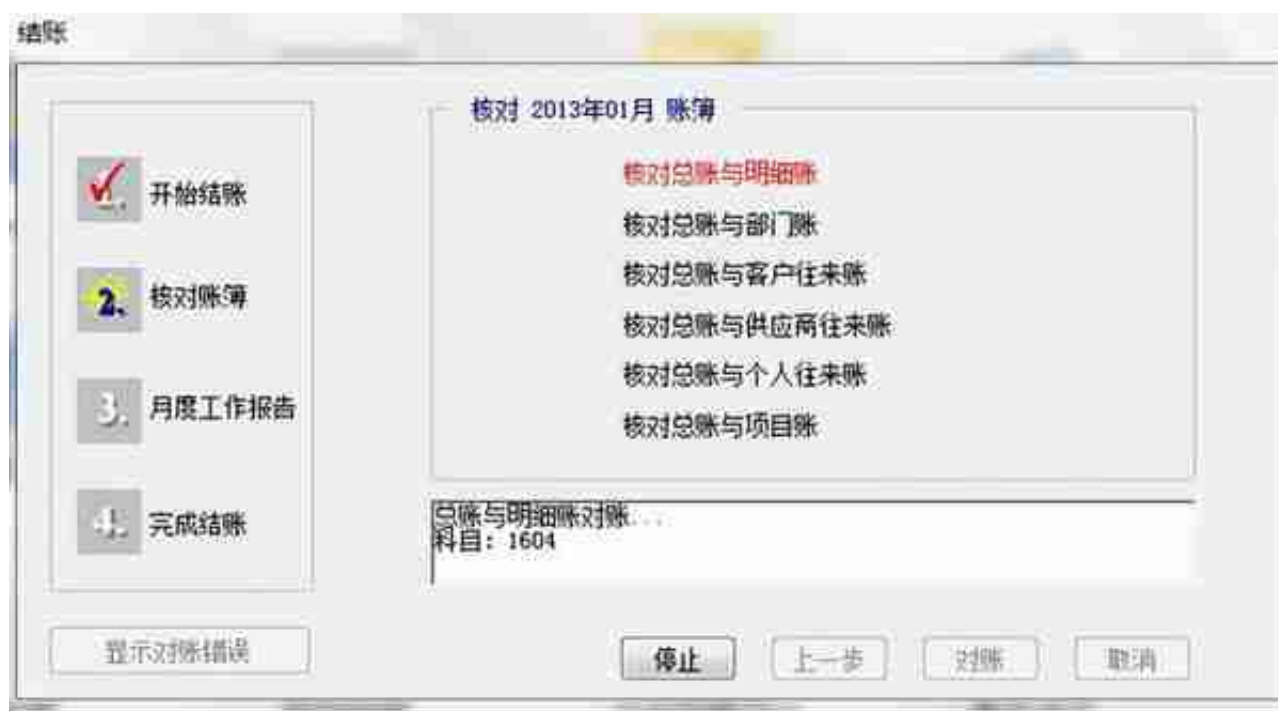 结账
开始结账
2. 核对账簿
3. 月度工作报告
4. 完成结账
显示对账错误
核对 2013年01月 账簿
核对总账与明细账
核对总账与部门账
核对总账与客户往来账
核对总账与供应商往来账
核对总账与个人往来账
核对总账与项目账
总账与明细账对账...
科目: 1604
停止
上一步
对账
取消